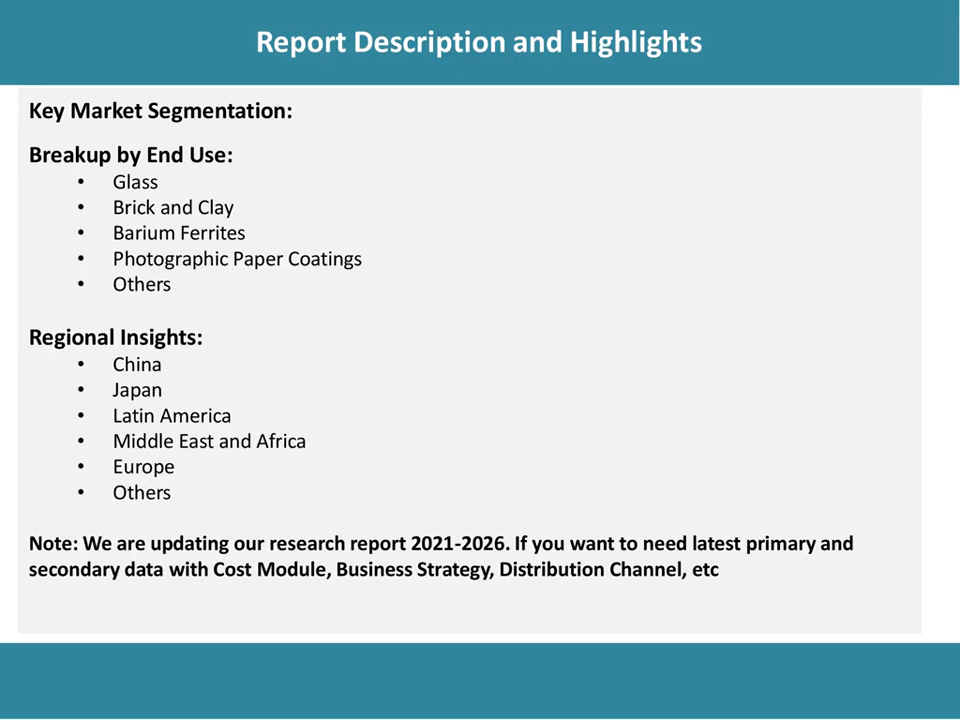 Report Description and Highlights
Key Market Segmentation:
Breakup by End Use:
• Glass
• Brick and Clay
• Barium Ferrites
• Photographic Paper Coatings
• Others
Regional Insights:
• China
• Japan
• Latin America
• Middle East and Africa
• Europe
• Others
Note: We are updating our research report 2021-2026. If you want to need latest primary and
secondary data with Cost Module, Business Strategy, Distribution Channel, etc